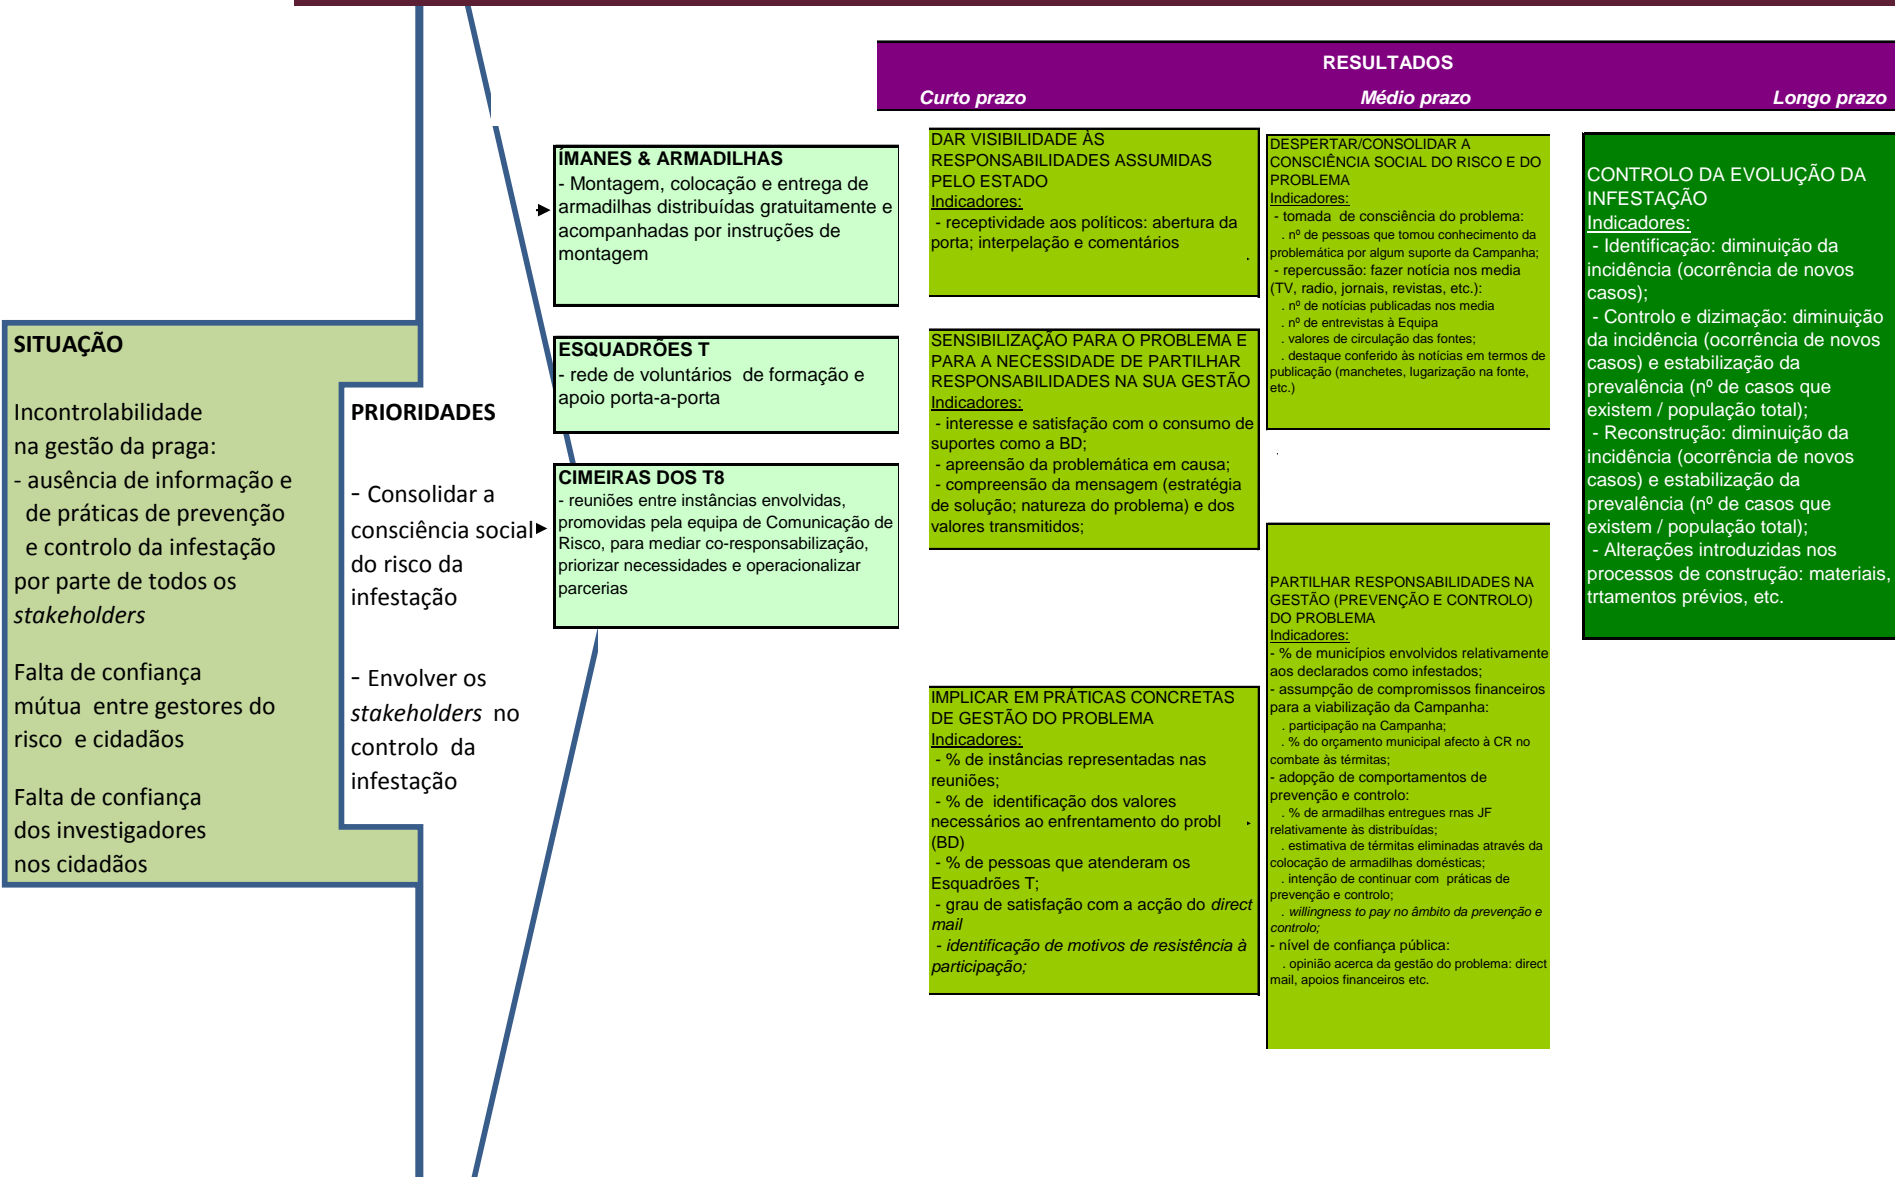 RESULTADOS
Curto prazo
Médio prazo
Longo prazo
SITUAÇÃO
Incontrolabilidade
na gestão da praga:
- ausência de informação e
de práticas de prevenção
e controlo da infestação
por parte de todos os
stakeholders
Falta de confiança
mútua entre gestores do
risco e cidadãos
Falta de confiança
dos investigadores
nos cidadãos
PRIORIDADES
- Consolidar a
consciência social
do risco da
infestação
- Envolver os
stakeholders no
controlo da
infestação
ÍMANES & ARMADILHAS
- Montagem, colocação e entrega de
armadilhas distribuídas gratuitamente e
acompanhadas por instruções de
montagem
ESQUADRÕES T
- rede de voluntários de formação e
apoio porta-a-porta
CIMEIRAS DOS T8
- reuniões entre instâncias envolvidas,
promovidas pela equipa de Comunicação de
Risco, para mediar co-responsabilização,
priorizar necessidades e operacionalizar
parcerias
DAR VISIBILIDADE ÀS
RESPONSABILIDADES ASSUMIDAS
PELO ESTADO
Indicadores:
- receptividade aos políticos: abertura da
porta; interpelação e comentários
SENSIBILIZAÇÃO PARA O PROBLEMA E
PARA A NECESSIDADE DE PARTILHAR
RESPONSABILIDADES NA SUA GESTÃO
Indicadores:
- interesse e satisfação com o consumo de
suportes como a BD;
- apreensão da problemática em causa;
- compreensão da mensagem (estratégia
de solução; natureza do problema) e dos
valores transmitidos;
IMPLICAR EM PRÁTICAS CONCRETAS
DE GESTÃO DO PROBLEMA
Indicadores:
- % de instâncias representadas nas
reuniões;
- % de identificação dos valores
necessários ao enfrentamento do probl
(BD)
- % de pessoas que atenderam os
Esquadrões T;
- grau de satisfação com a acção do direct
mail
- identificação de motivos de resistência à
participação;
DESPERTAR/CONSOLIDAR A
CONSCIÊNCIA SOCIAL DO RISCO E DO
PROBLEMA
Indicadores:
- tomada de consciência do problema:
. nº de pessoas que tomou conhecimento da
problemática por algum suporte da Campanha;
- repercussão: fazer notícia nos media
(TV, radio, jornais, revistas, etc.):
. nº de notícias publicadas nos media
. nº de entrevistas à Equipa
. valores de circulação das fontes;
. destaque conferido às notícias em termos de
publicação (manchetes, lugarização na fonte,
etc.)
PARTILHAR RESPONSABILIDADES NA
GESTÃO (PREVENÇÃO E CONTROLO)
DO PROBLEMA
Indicadores:
- % de municípios envolvidos relativamente
aos declarados como infestados;
- assumpção de compromissos financeiros
para a viabilização da Campanha:
. participação na Campanha;
. % do orçamento municipal afecto à CR no
combate às térmitas;
- adopção de comportamentos de
prevenção e controlo:
. % de armadilhas entregues rnas JF
relativamente às distribuídas;
. estimativa de térmitas eliminadas através da
colocação de armadilhas domésticas;
. intenção de continuar com práticas de
prevenção e controlo;
. willingness to pay no âmbito da prevenção e
controlo;
- nível de confiança pública:
. opinião acerca da gestão do problema: direct
mail, apoios financeiros etc.
CONTROLO DA EVOLUÇÃO DA
INFESTAÇÃO
Indicadores:
- Identificação: diminuição da
incidência (ocorrência de novos
casos);
- Controlo e dizimação: diminuição
da incidência (ocorrência de novos
casos) e estabilização da
prevalência (nº de casos que
existem / população total);
- Reconstrução: diminuição da
incidência (ocorrência de novos
casos) e estabilização da
prevalência (nº de casos que
existem / população total);
- Alterações introduzidas nos
processos de construção: materiais,
trtamentos prévios, etc.